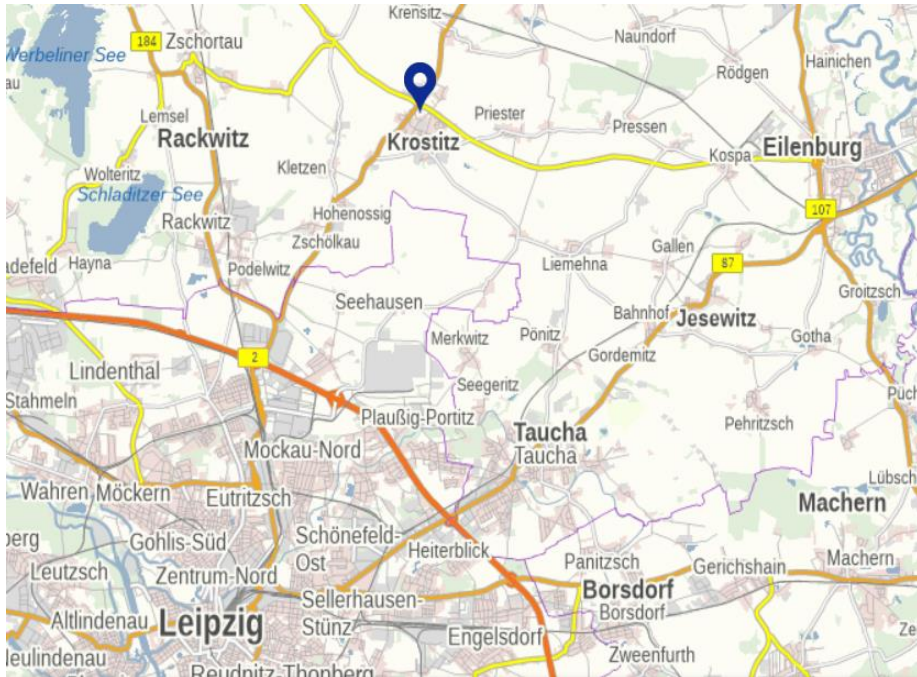 Krensitz
Naundorf
Hainichen
184
Zschortau
Werbeliner See
Rödgen
Lemsel
Priester
Pressen
Rackwitz
Krostitz
Eilenburg
Kospa
Kletzen
Wolteritz
Schladitzer See
Rackwitz
Hohenossig
107
Zschölkau
Gallen
adefeld
Hayna
Podelwitz
Liemehna
87
Groitzsch
Seehausen
Bahnhof
Jesewitz
Merkwitz
Pönitz
Gotha
2
Gordemitz
Lindenthal
Seegeritz
Stahmeln
Plaußig-Portitz
Püch
Pehritzsch
Taucha
Mockau-Nord
Taucha
Lübsch
Wahren
Möckern
Eutritzsch
Machern
Schönefeld-
Ost
Gohlis-Süd
Heiterblick
Panitzsch
Machern
Leutzsch
Zentrum-Nord
Gerichshain
Borsdorf
Sellerhausen-
Stünz
Borsdorf
Altlindenau
Leipzig
Engelsdorf
Zweenfurth
Neulindenau
Reudnitz-Thonberg